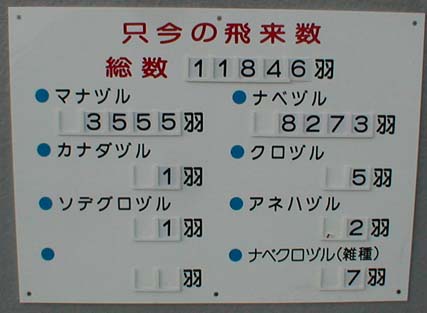 只今の飛来数
総数 11846羽
マナヅル ナベヅル
3555羽 8273羽
カナダヅル クロヅル
1羽 5羽
ソデグロヅル アネハヅル
1羽 2羽
ナベクロヅル(雑種)
羽 7羽